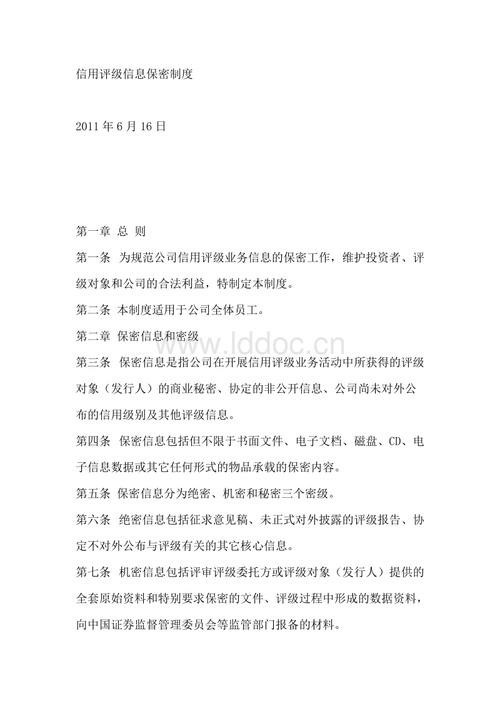 信用评级信息保密制度
2011 年 6 月 16 日
第一章 总 则
第一条 为规范公司信用评级业务信息的保密工作，维护投资者、评
级对象和公司的合法利益，特制定本制度。
第二条 本制度适用于公司全体员工。
第二章 保密信息和密级
www.lddoc.cn
第三条 保密信息是指公司在开展信用评级业务活动中所获得的评级
对象（发行人）的商业秘密、协定的非公开信息、公司尚未对外公
布的信用级别及其他评级信息。
第四条 保密信息包括但不限于书面文件、电子文档、磁盘、CD、电
子信息数据或其它任何形式的物品承载的保密内容。
第五条 保密信息分为绝密、机密和秘密三个密级。
第六条 绝密信息包括征求意见稿、未正式对外披露的评级报告、协
定不对外公布与评级有关的其它核心信息。
第七条 机密信息包括评审评级委托方或评级对象（发行人）提供的
全套原始资料和特别要求保密的文件、评级过程中形成的数据资料，
向中国证券监督管理委员会等监管部门报备的材料。